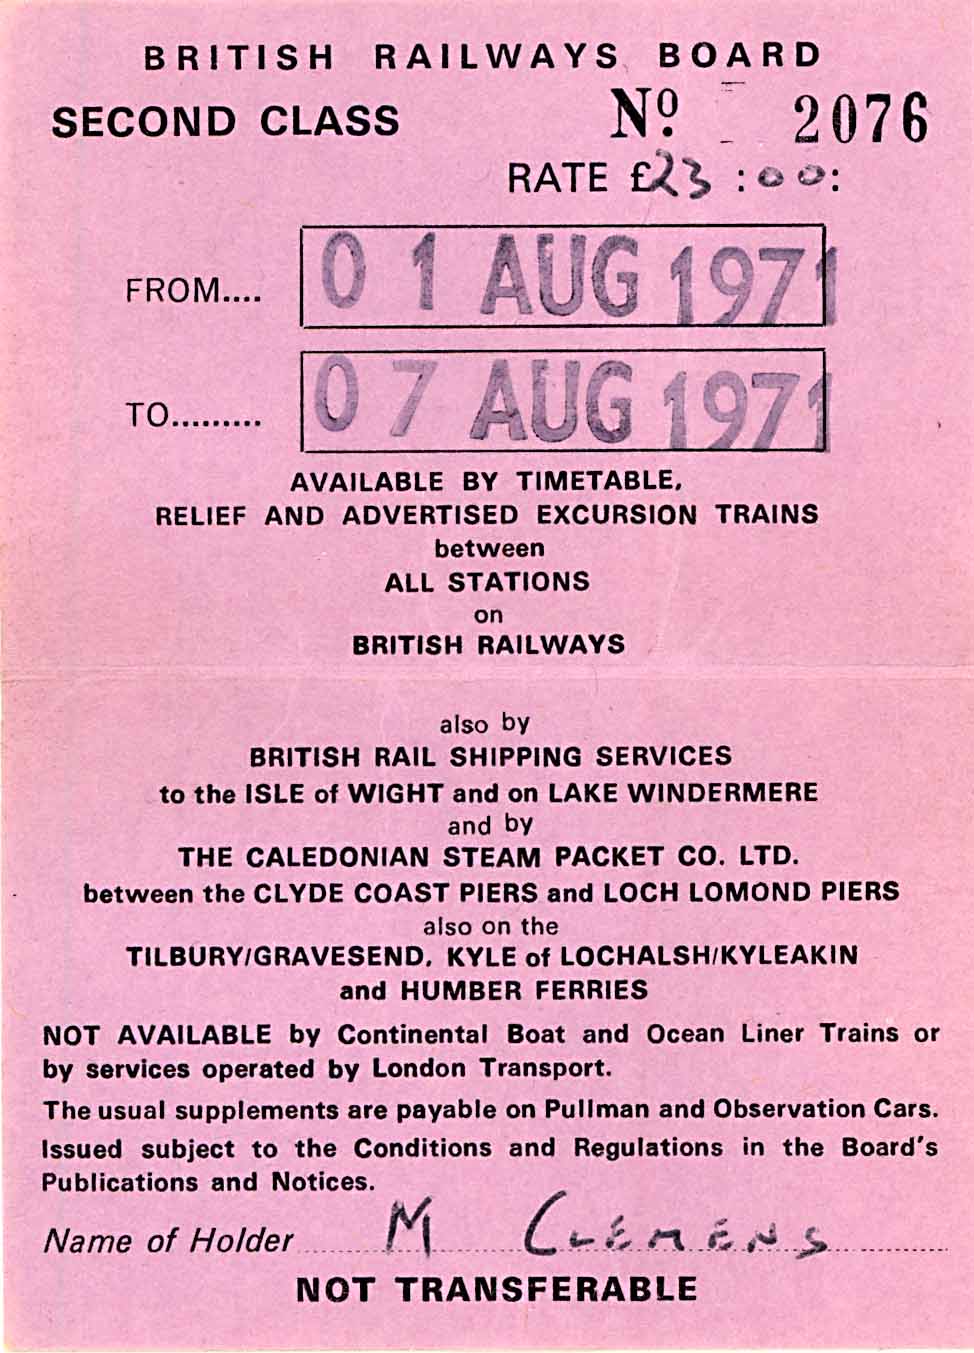 BRITISH RAILWAYS BOARD
SECOND CLASS Nº 2076
RATE £23:00:
FROM.... 01 AUG 1971
TO......... 07 AUG 1971
AVAILABLE BY TIMETABLE,
RELIEF AND ADVERTISED EXCURSION TRAINS
between
ALL STATIONS
on
BRITISH RAILWAYS
also by
BRITISH RAIL SHIPPING SERVICES
to the ISLE of WIGHT and on LAKE WINDERMERE
and by
THE CALEDONIAN STEAM PACKET CO. LTD.
between the CLYDE COAST PIERS and LOCH LOMOND PIERS
also on the
TILBURY/GRAVESEND, KYLE of LOCHALSH/KYLEAKIN
and HUMBER FERRIES
NOT AVAILABLE by Continental Boat and Ocean Liner Trains or
by services operated by London Transport.
The usual supplements are payable on Pullman and Observation Cars.
Issued subject to the Conditions and Regulations in the Board's
Publications and Notices.
Name of Holder M CLEMENS
NOT TRANSFERABLE